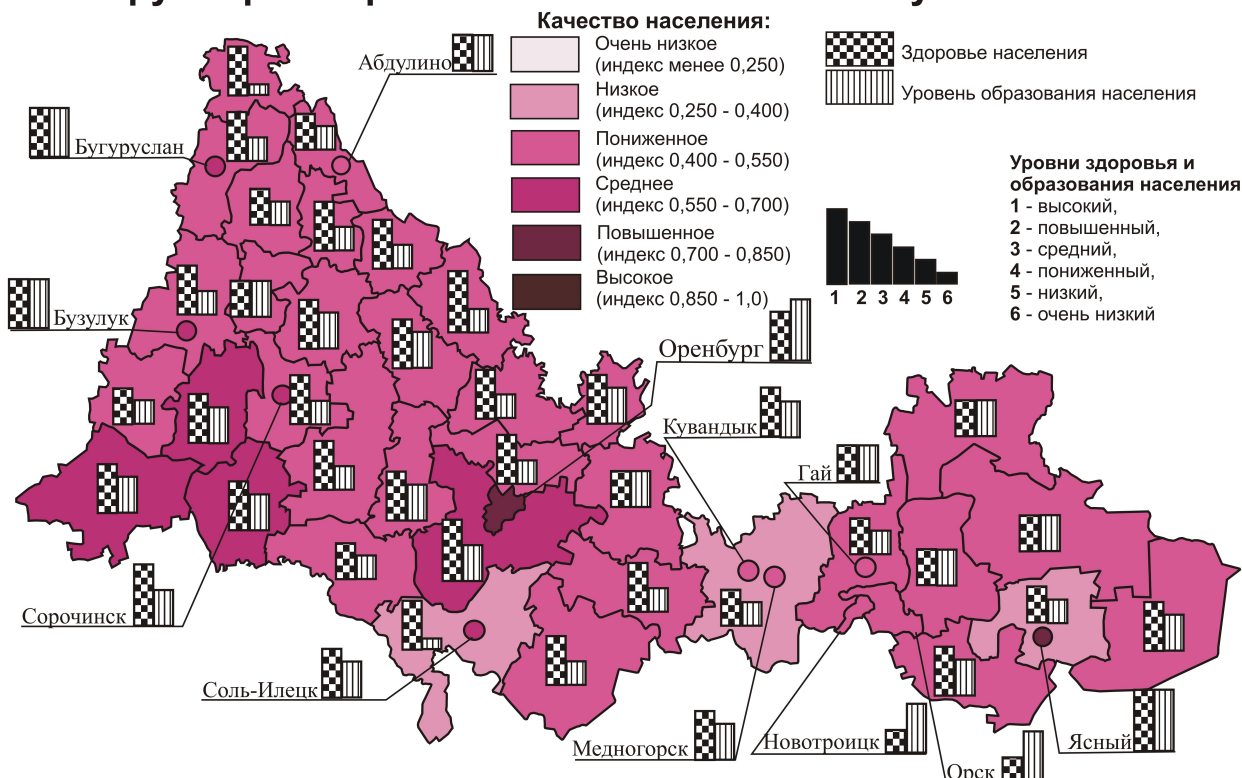 Качество населения:
Очень низкое
(индекс менее 0,250)
Низкое
(индекс 0,250 - 0,400)
Пониженное
(индекс 0,400 - 0,550)
Среднее
(индекс 0,550 - 0,700)
Повышенное
(индекс 0,700 - 0,850)
Высокое
(индекс 0,850 - 1,0)
Здоровье населения
Уровень образования населения
Уровни здоровья и
образования населения
1 - высокий,
2 - повышенный,
3 - средний,
4 - пониженный,
5 - низкий,
6 - очень низкий
1 2 3 4 5 6
Абдулино
Бугуруслан
Бузулук
Оренбург
Кувандык
Гай
Сорочинск
Соль-Илецк
Медногорск
Новотроицк
Ясный
Орск